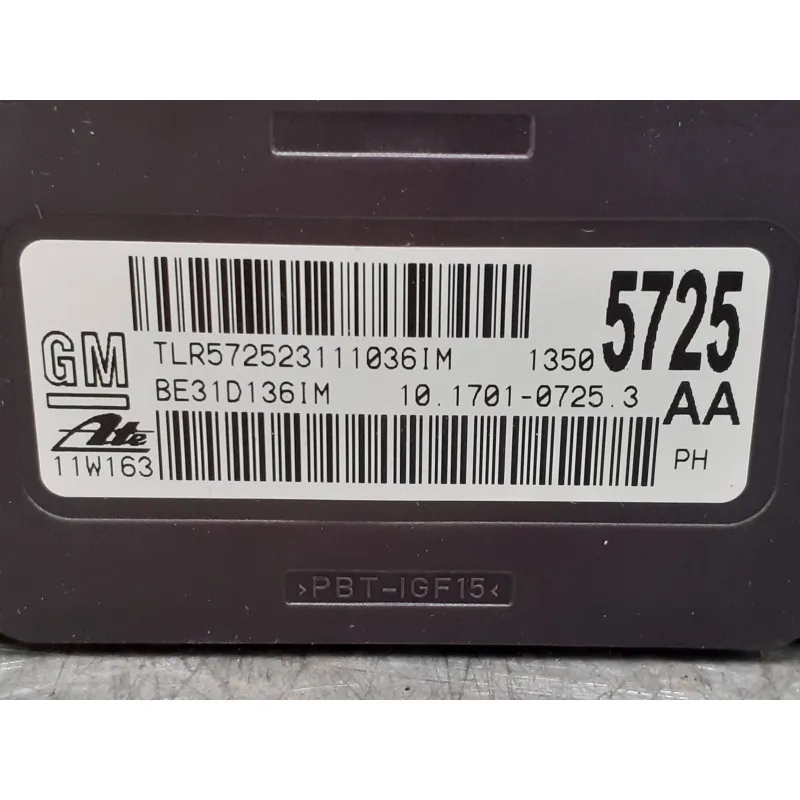 GM
TLR572523111036IM 1350 5725
BE31D136IM 10.1701-0725.3 AA
Ate
11W163 PH
>PBT-IGF15<